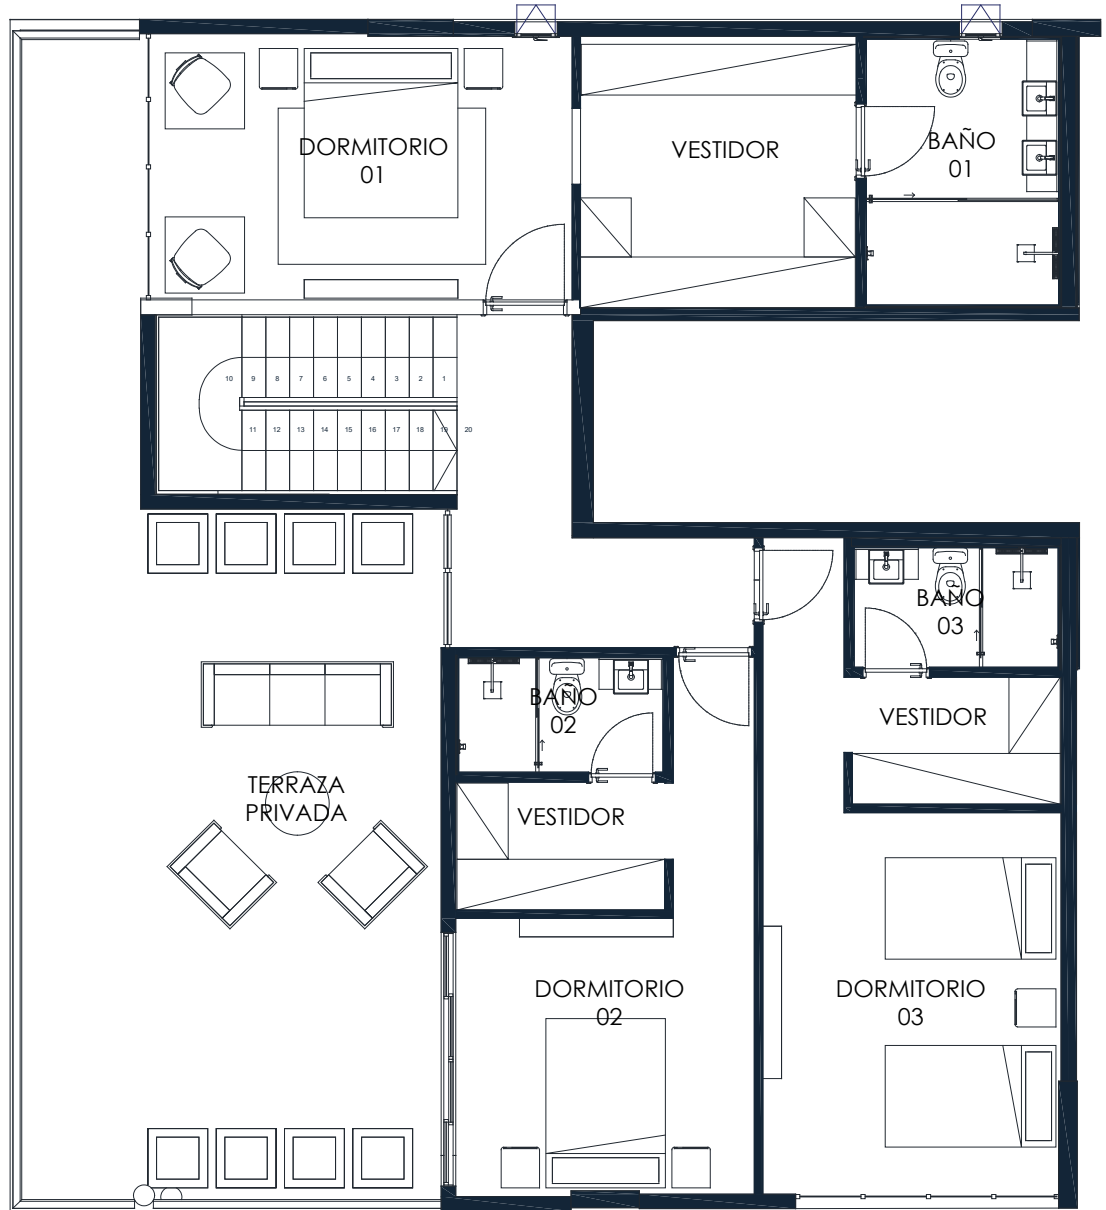 DORMITORIO
01
VESTIDOR
BAÑO
01
10 9 8 7 6 5 4 3 2 1
11 12 13 14 15 16 17 18 19 20
BAÑO
03
BAÑO
02
VESTIDOR
TERRAZA
PRIVADA
VESTIDOR
DORMITORIO
02
DORMITORIO
03